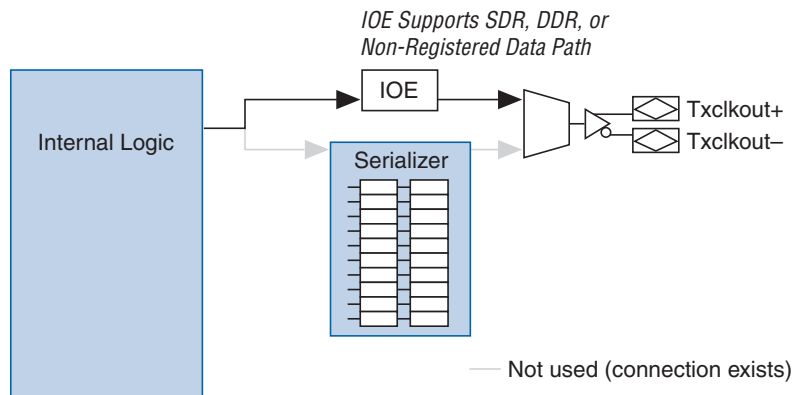 IOE Supports SDR, DDR, or
Non-Registered Data Path
IOE
Txclkout+
Internal Logic
Txclkout–
Serializer
Not used (connection exists)